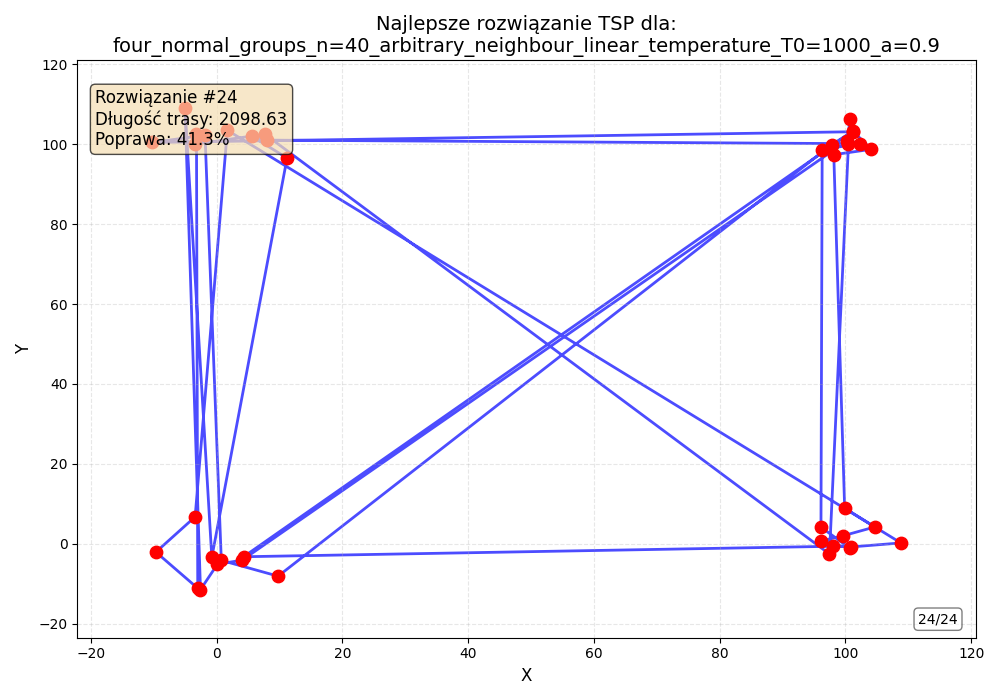 Najlepsze rozwiązanie TSP dla:
four_normal_groups_n=40_arbitrary_neighbour_linear_temperature_T0=1000_a=0.9
Rozwiązanie #24
Długość trasy: 2098.63
Poprawa: 41.3%
120
100
80
60
40
20
0
−20
Y
−20 0 20 40 60 80 100 120
X
24/24